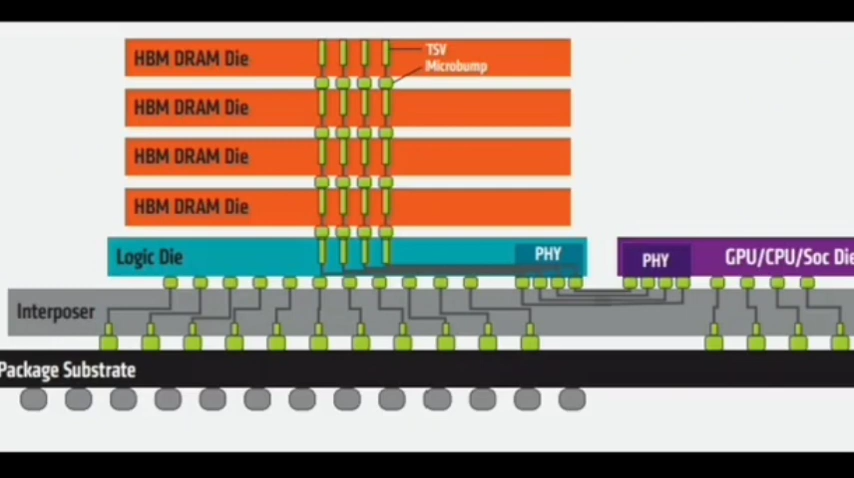 HBM DRAM Die
TSV
Microbump
HBM DRAM Die
HBM DRAM Die
HBM DRAM Die
Logic Die
PHY
PHY
GPU/CPU/Soc Die
Interposer
Package Substrate